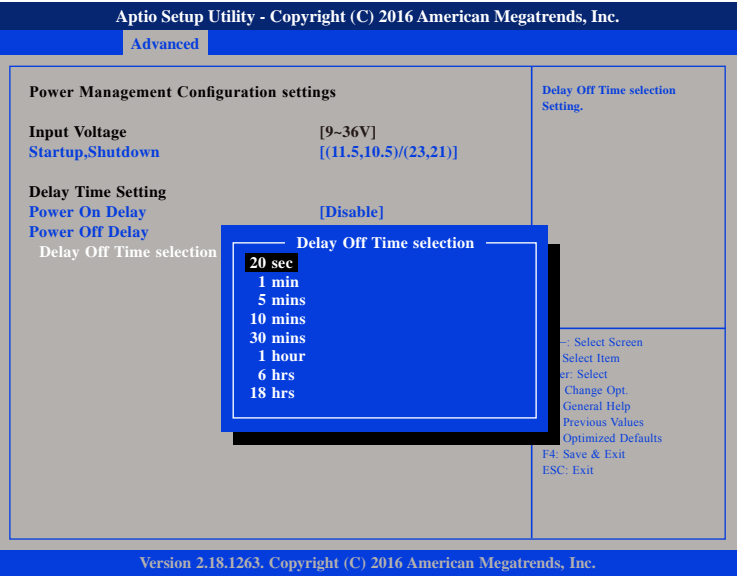 Aptio Setup Utility - Copyright (C) 2016 American Megatrends, Inc.
Advanced
Power Management Configuration settings
Input Voltage [9~36V]
Startup,Shutdown [(11.5,10.5)/(23,21)]
Delay Time Setting
Power On Delay [Disable]
Power Off Delay
Delay Off Time selection
Delay Off Time selection
20 sec
1 min
5 mins
10 mins
30 mins
1 hour
6 hrs
18 hrs
Delay Off Time selection
Setting.
: Select Screen
Select Item
: Select
Change Opt.
General Help
Previous Values
Optimized Defaults
F4: Save & Exit
ESC: Exit
Version 2.18.1263. Copyright (C) 2016 American Megatrends, Inc.